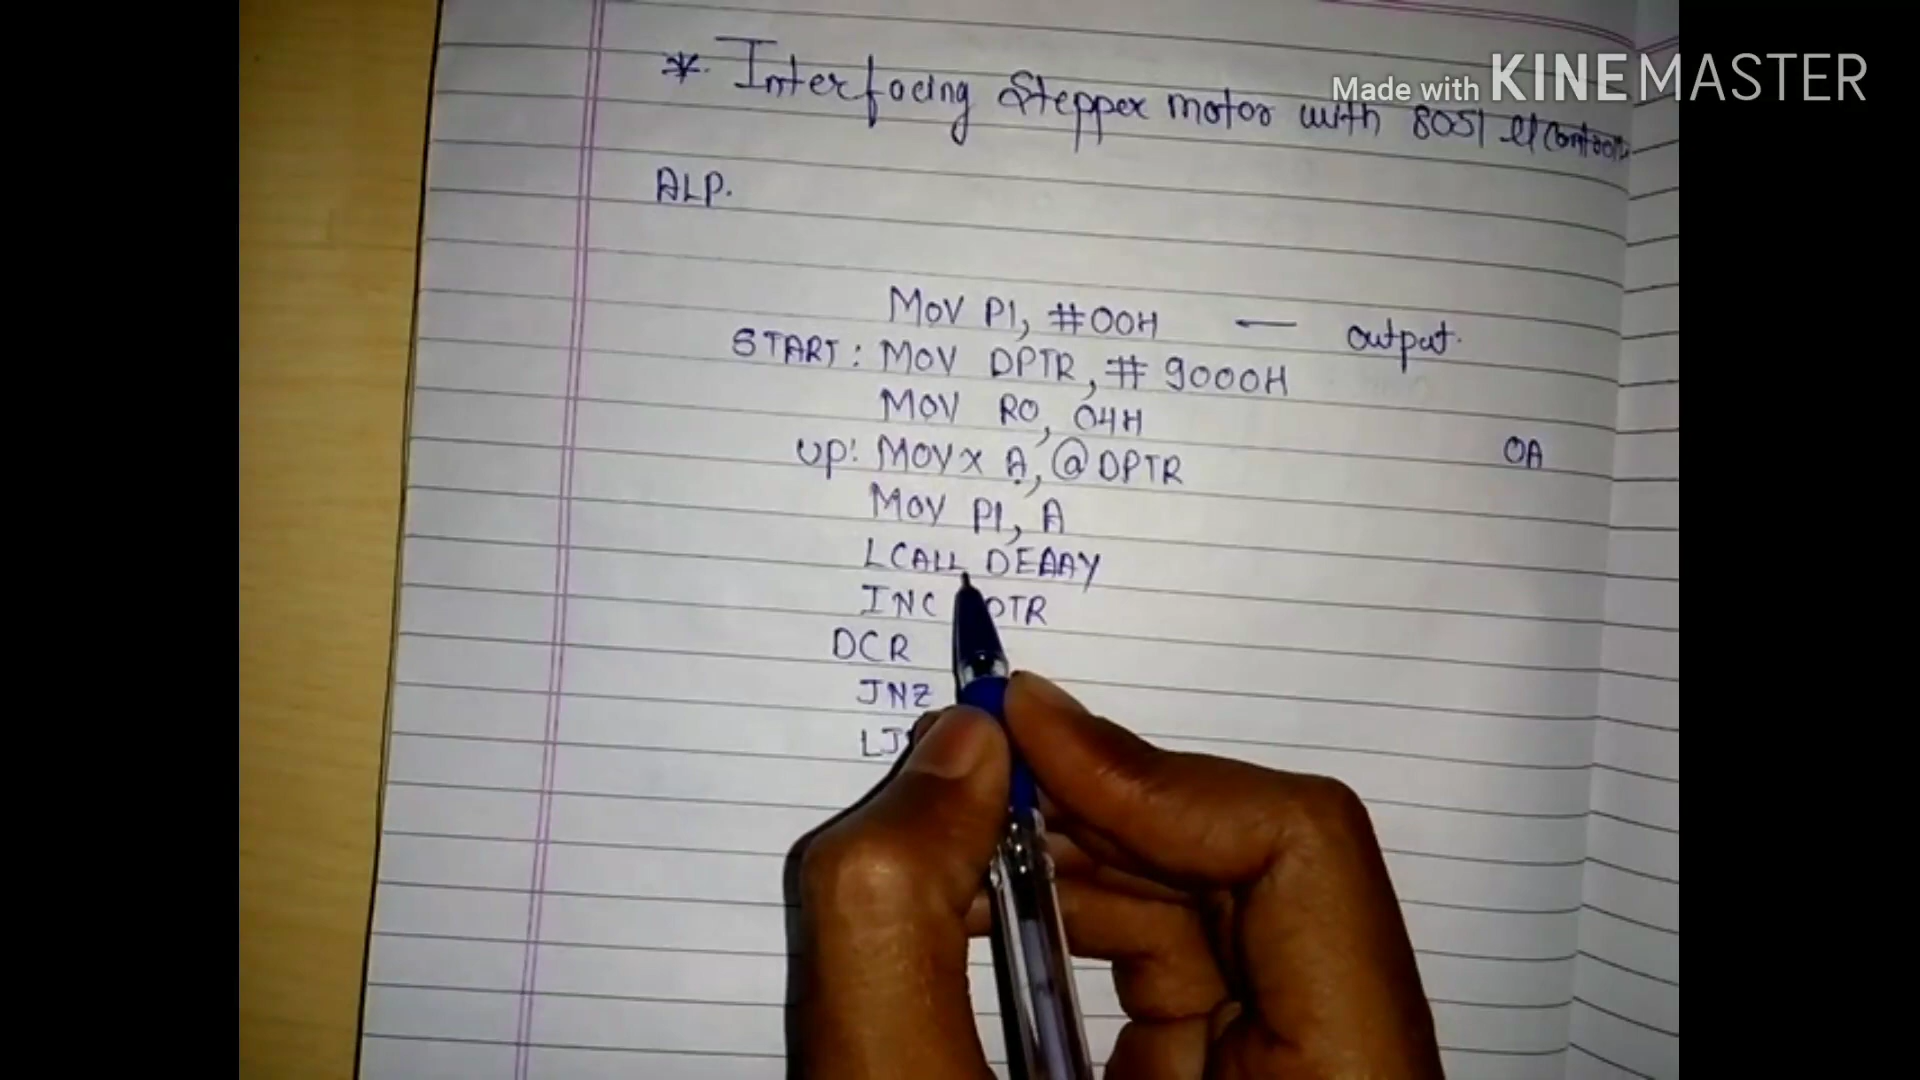 Made with KINEMASTER
* Interfacing Stepper motor with 8051
ALP.
MOV P1, #00H — output.
START: MOV DPTR, # 9000H
MOV R0, 04H
UP: MOVX A, @DPTR
0A
MOV P1, A
LCALL DEAAY
INC
DCR
JNZ